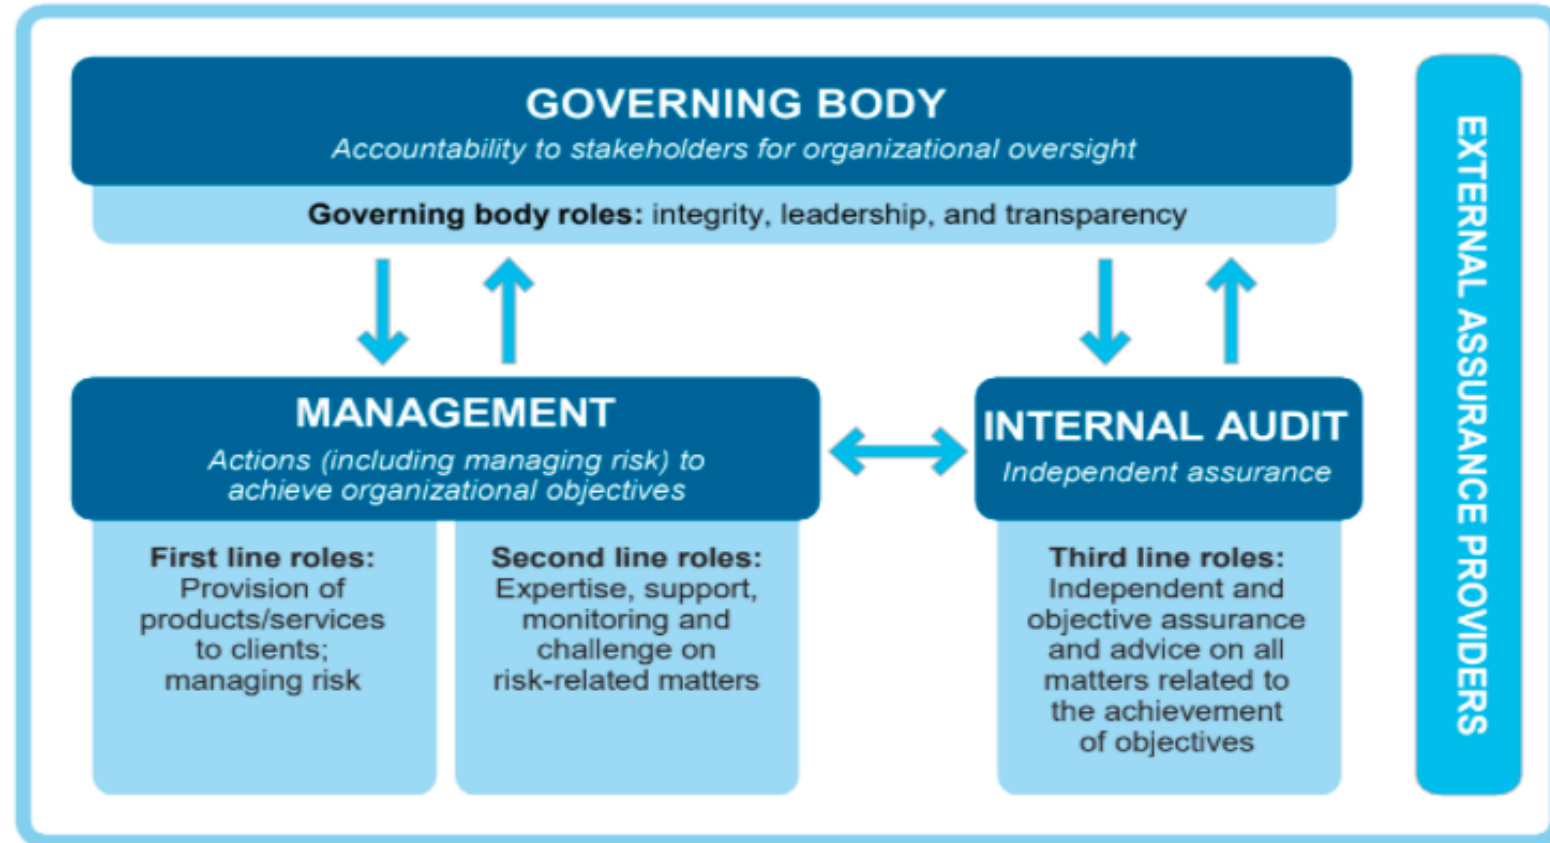 GOVERNING BODY
Accountability to stakeholders for organizational oversight
Governing body roles: integrity, leadership, and transparency
MANAGEMENT
Actions (including managing risk) to
achieve organizational objectives
First line roles:
Provision of
products/services
to clients;
managing risk
Second line roles:
Expertise, support,
monitoring and
challenge on
risk-related matters
INTERNAL AUDIT
Independent assurance
Third line roles:
Independent and
objective assurance
and advice on all
matters related to
the achievement
of objectives
EXTERNAL ASSURANCE PROVIDERS